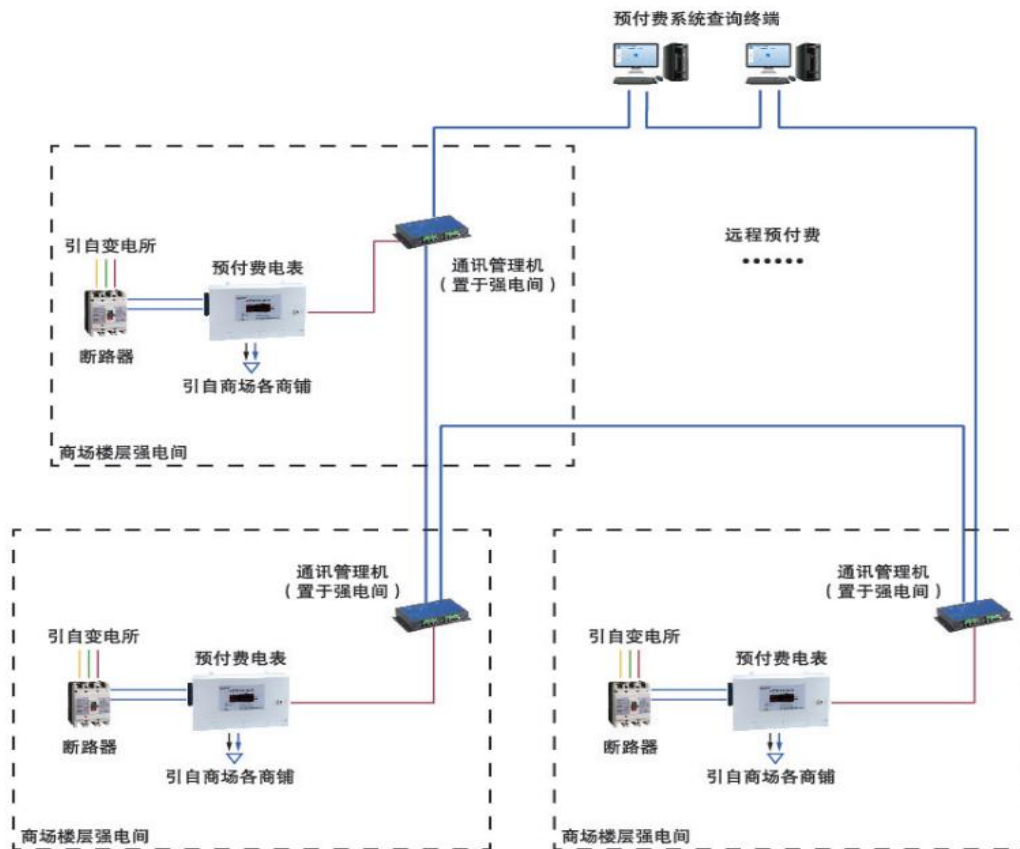 预付费系统查询终端
远程预付费
......
引自变电所
预付费电表
通讯管理机
(置于强电间)
断路器
引自商场各商铺
商场楼层强电间
通讯管理机
(置于强电间)
引自变电所
预付费电表
断路器
引自商场各商铺
商场楼层强电间
通讯管理机
(置于强电间)
引自变电所
预付费电表
断路器
引自商场各商铺
商场楼层强电间